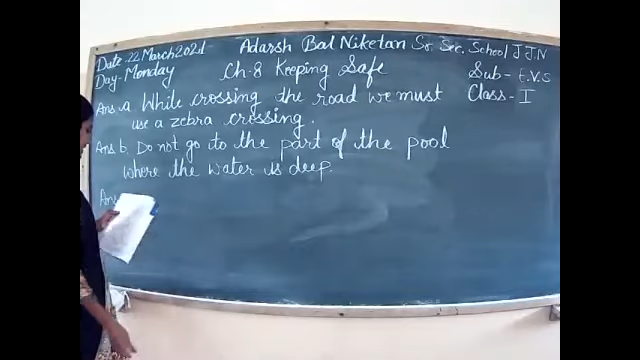 Date 22 March 2021 Adarsh Bal Niketan Sr. Sec. School J J N
Day- Monday Ch-8 Keeping Safe Sub- E.V.S
Class- I
Ans a. While crossing the road we must
use a zebra crossing.
Ans b. Do not go to the part of the pool
where the water is deep.
Ans